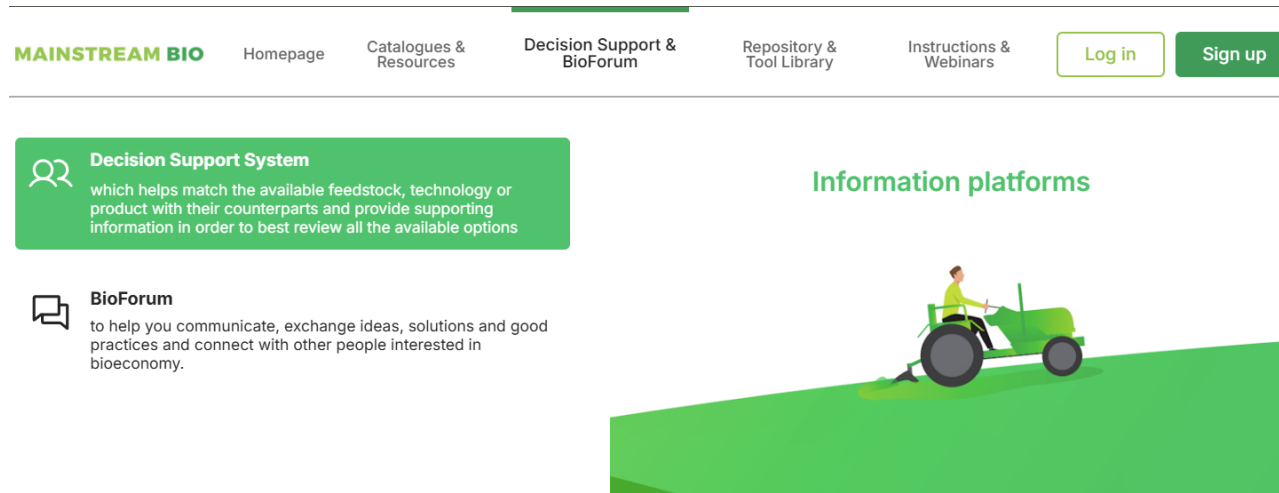 MAINSTREAM BIO
Homepage
Catalogues &
Resources
Decision Support &
BioForum
Repository &
Tool Library
Instructions &
Webinars
Log in
Sign up
Decision Support System
which helps match the available feedstock, technology or
product with their counterparts and provide supporting
information in order to best review all the available options
BioForum
to help you communicate, exchange ideas, solutions and good
practices and connect with other people interested in
bioeconomy.
Information platforms